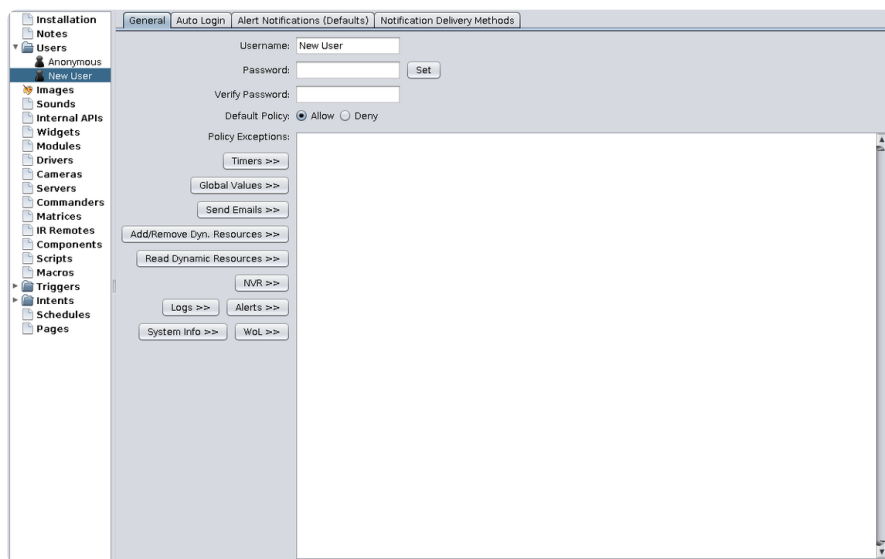 Installation
Notes
Users
Anonymous
New User
Images
Sounds
Internal APIs
Widgets
Modules
Drivers
Cameras
Servers
Commanders
Matrices
IR Remotes
Components
Scripts
Macros
Triggers
Intents
Schedules
Pages
General Auto Login Alert Notifications (Defaults) Notification Delivery Methods
Username: New User
Password: Set
Verify Password:
Default Policy: Allow Deny
Policy Exceptions:
Timers >>
Global Values >>
Send Emails >>
Add/Remove Dyn. Resources >>
Read Dynamic Resources >>
NVR >>
Logs >> Alerts >>
System Info >> WoL >>